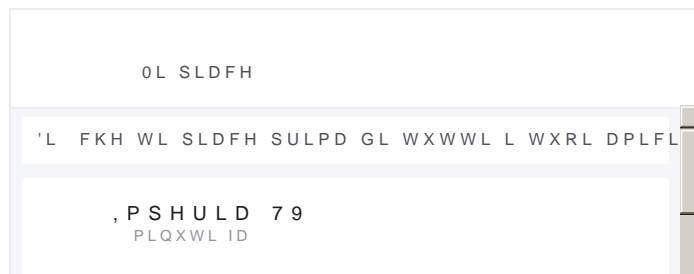 0L SLDFH
'L FKH WL SLDFH SULPD GL WXWWL L WXRL DPLFL
,PSHULD 79
PLQXWL ID